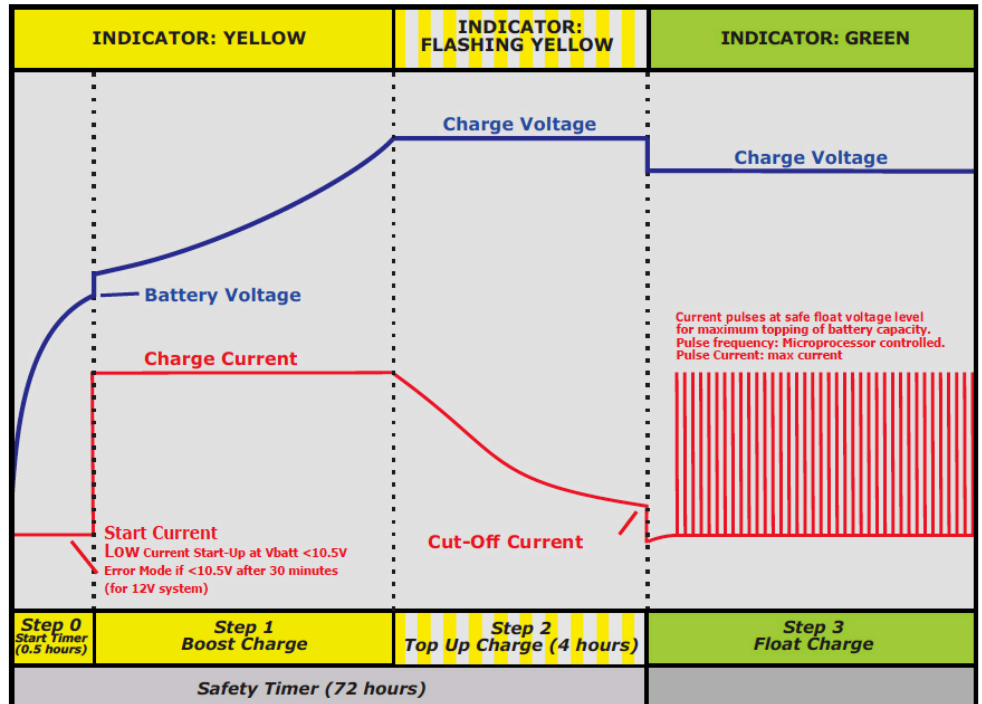 INDICATOR: YELLOW
INDICATOR:
FLASHING YELLOW
INDICATOR: GREEN
Charge Voltage
Charge Voltage
Battery Voltage
Current pulses at safe float voltage level
for maximum topping of battery capacity.
Pulse frequency: Microprocessor controlled.
Pulse Current: max current
Charge Current
Start Current
Low Current Start-Up at Vbatt <10.5V
Error Mode if <10.5V after 30 minutes
(for 12V system)
Cut-Off Current
Step 0
Start Timer
(0.5 hours)
Step 1
Boost Charge
Step 2
Top Up Charge (4 hours)
Step 3
Float Charge
Safety Timer (72 hours)